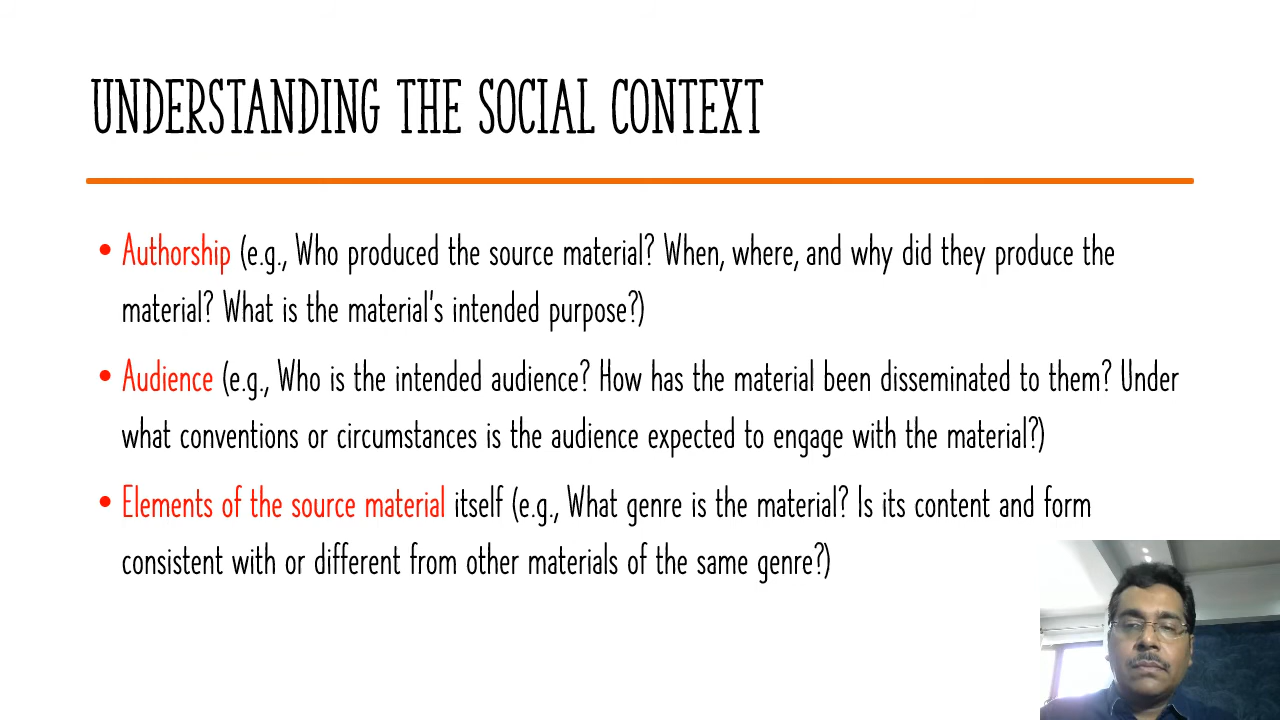 UNDERSTANDING THE SOCIAL CONTEXT
• Authorship (e.g., Who produced the source material? When, where, and why did they produce the
material? What is the material's intended purpose?)
• Audience (e.g., Who is the intended audience? How has the material been disseminated to them? Under
what conventions or circumstances is the audience expected to engage with the material?)
• Elements of the source material itself (e.g., What genre is the material? Is its content and form
consistent with or different from other materials of the same genre?)